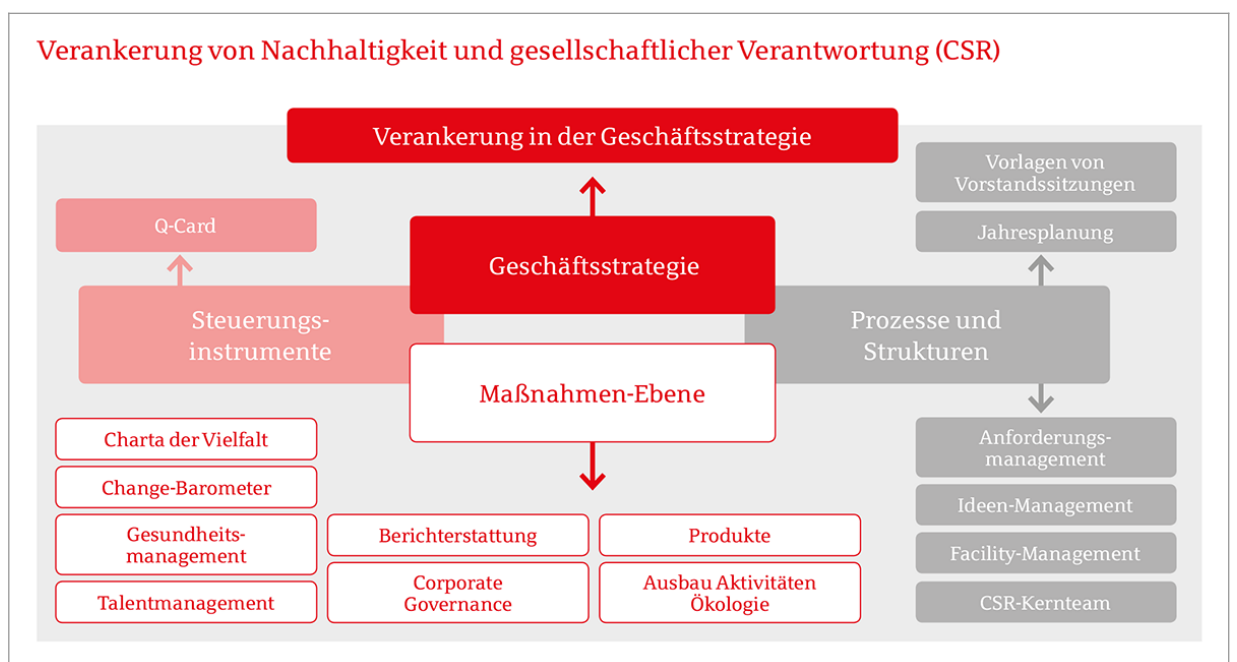 Verankerung von Nachhaltigkeit und gesellschaftlicher Verantwortung (CSR)
Verankerung in der Geschäftsstrategie
Vorlagen von
Vorstandssitzungen
Q-Card
Jahresplanung
Geschäftsstrategie
Steuerungs-
instrumente
Prozesse und
Strukturen
Maßnahmen-Ebene
Charta der Vielfalt
Change-Barometer
Gesundheits-
management
Talentmanagement
Berichterstattung
Corporate
Governance
Produkte
Ausbau Aktivitäten
Ökologie
Anforderungs-
management
Ideen-Management
Facility-Management
CSR-Kernteam